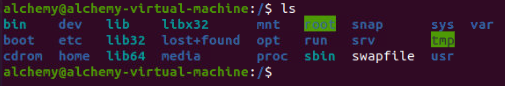 alchemy@alchemy-virtual-machine:/$ ls
bin dev lib libx32 mnt root snap sys var
boot etc lib32 lost+found opt run srv tmp
cdrom home lib64 media proc sbin swapfile usr
alchemy@alchemy-virtual-machine:/$